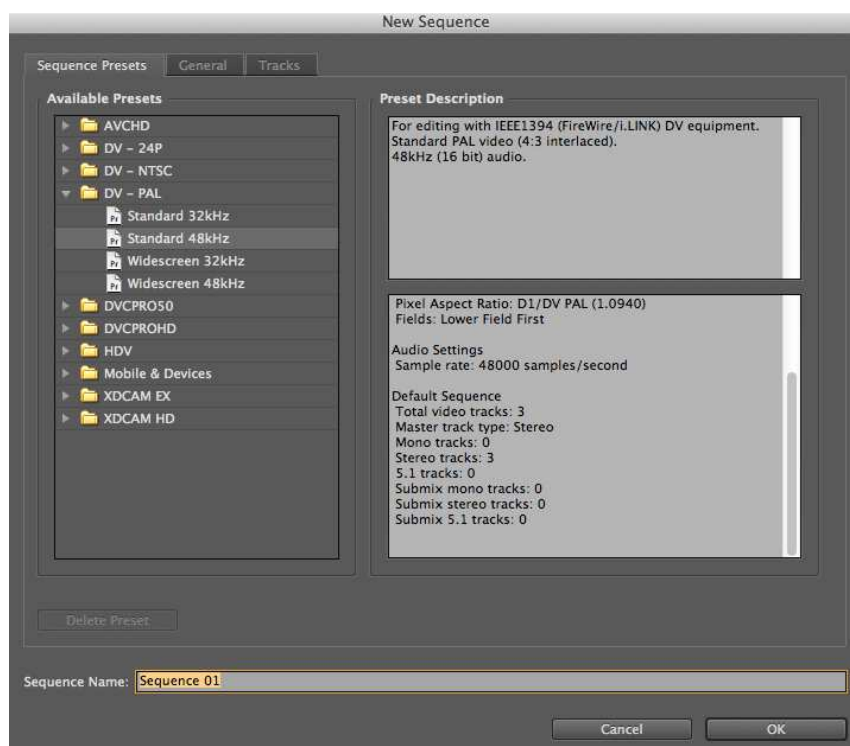 New Sequence
Sequence Presets
General
Tracks
Available Presets
AVCHD
DV – 24P
DV – NTSC
DV – PAL
Pr Standard 32kHz
Pr Standard 48kHz
Pr Widescreen 32kHz
Pr Widescreen 48kHz
DVCPRO50
DVCPROHD
HDV
Mobile & Devices
XDCAM EX
XDCAM HD
Preset Description
For editing with IEEE1394 (FireWire/i.LINK) DV equipment.
Standard PAL video (4:3 interlaced).
48kHz (16 bit) audio.
Pixel Aspect Ratio: D1/DV PAL (1.0940)
Fields: Lower Field First
Audio Settings
Sample rate: 48000 samples/second
Default Sequence
Total video tracks: 3
Master track type: Stereo
Mono tracks: 0
Stereo tracks: 3
5.1 tracks: 0
Submix mono tracks: 0
Submix stereo tracks: 0
Submix 5.1 tracks: 0
Delete Preset
Sequence Name: Sequence 01
Cancel
OK